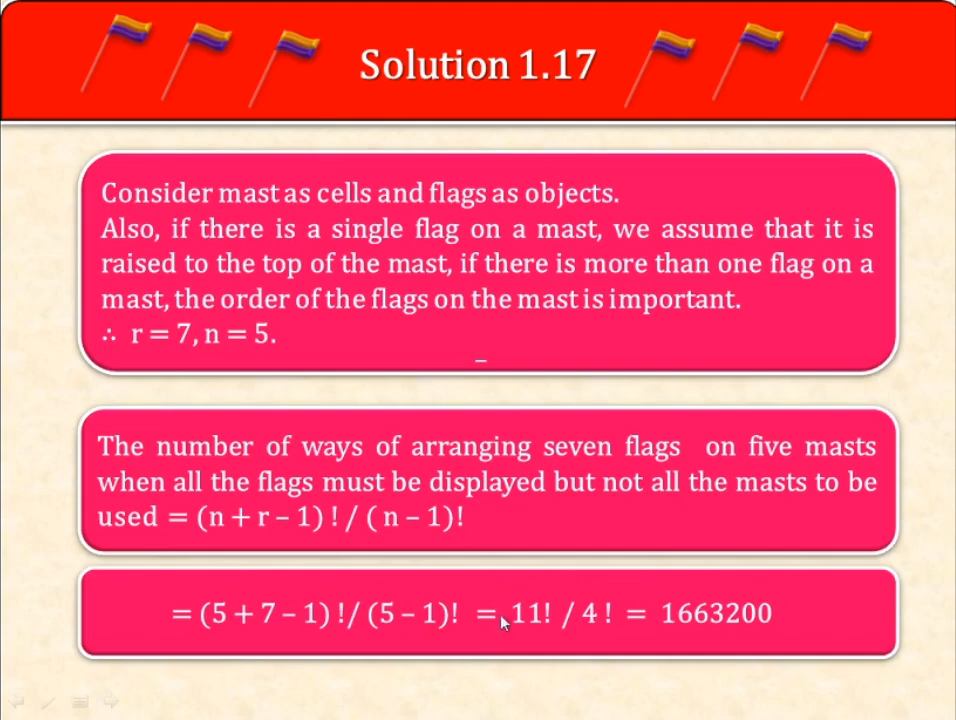 Solution 1.17
Consider mast as cells and flags as objects.
Also, if there is a single flag on a mast, we assume that it is
raised to the top of the mast, if there is more than one flag on a
mast, the order of the flags on the mast is important.
∴ r = 7, n = 5.
–
The number of ways of arranging seven flags on five masts
when all the flags must be displayed but not all the masts to be
used = (n + r – 1) ! / ( n – 1)!
= (5 + 7 – 1) !/ (5 – 1)! = 11! / 4 ! = 1663200